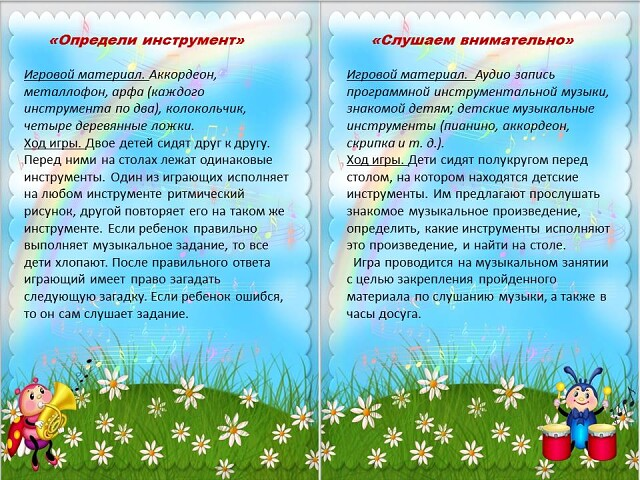 «Определи инструмент»
Игровой материал. Аккордеон,
металлофон, арфа (каждого
инструмента по два), колокольчик,
четыре деревянные ложки.
Ход игры. Двое детей сидят друг к другу.
Перед ними на столах лежат одинаковые
инструменты. Один из играющих исполняет
на любом инструменте ритмический
рисунок, другой повторяет его на таком же
инструменте. Если ребенок правильно
выполняет музыкальное задание, то все
дети хлопают. После правильного ответа
играющий имеет право загадать
следующую загадку. Если ребенок ошибся,
то он сам слушает задание.
«Слушаем внимательно»
Игровой материал. Аудио запись
программной инструментальной музыки,
знакомой детям; детские музыкальные
инструменты (пианино, аккордеон,
скрипка и т. д.).
Ход игры. Дети сидят полукругом перед
столом, на котором находятся детские
инструменты. Им предлагают прослушать
знакомое музыкальное произведение,
определить, какие инструменты исполняют
это произведение, и найти на столе.
Игра проводится на музыкальном занятии
с целью закрепления пройденного
материала по слушанию музыки, а также в
часы досуга.